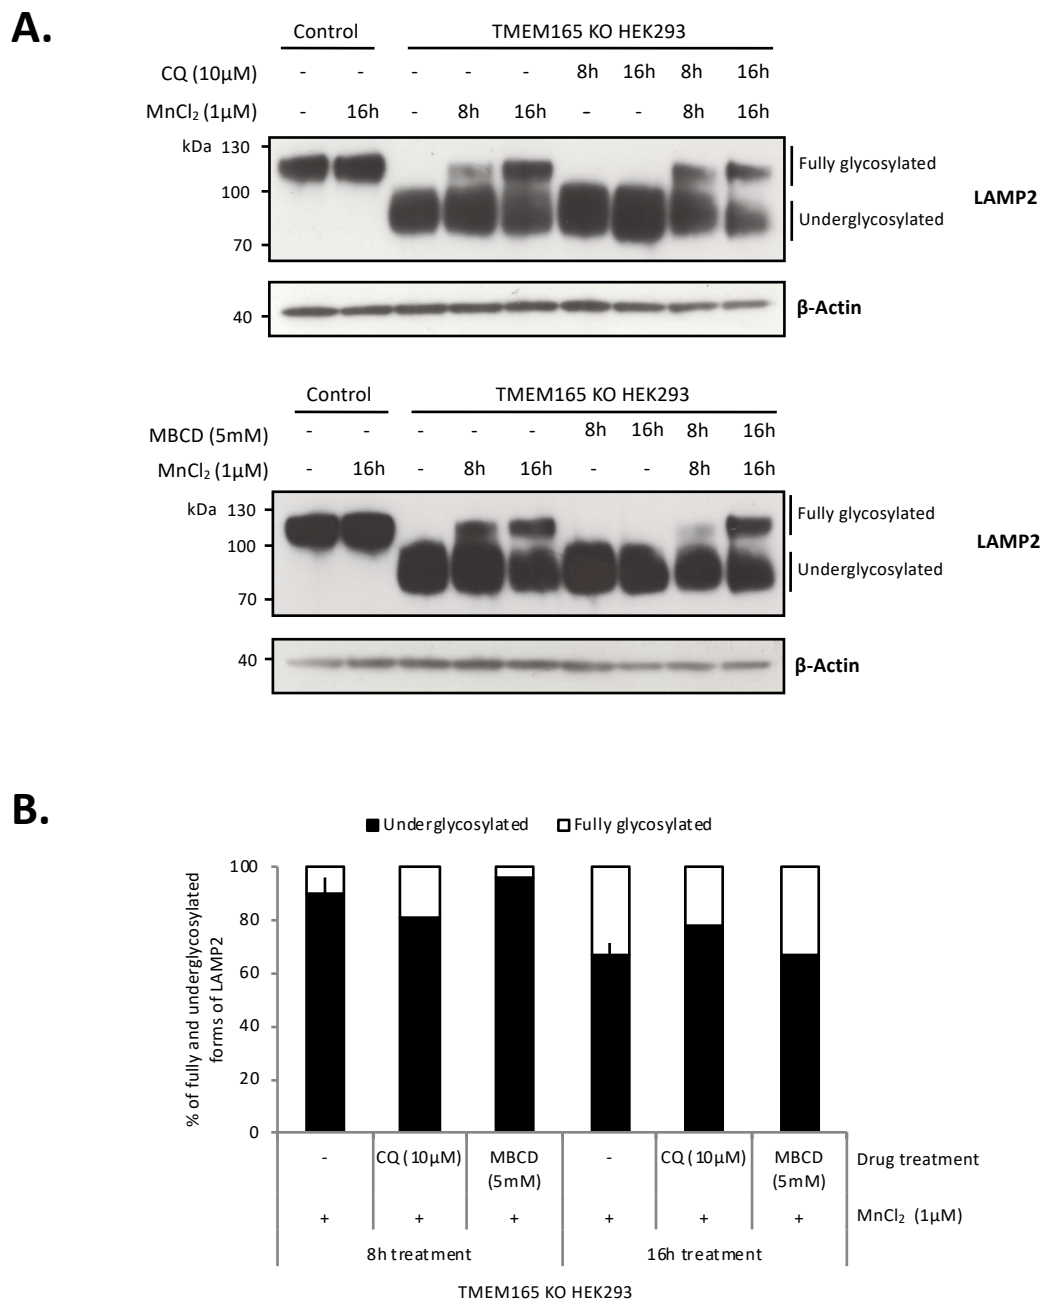 A.
Control TMEM165 KO HEK293
CQ (10µM) - - - - - 8h 16h 8h 16h
MnCl₂ (1µM) - 16h - 8h 16h - - 8h 16h
kDa 130
100
70
Fully glycosylated
Underglycosylated
LAMP2
40
β-Actin
Control TMEM165 KO HEK293
MBCD (5mM) - - - - - 8h 16h 8h 16h
MnCl₂ (1µM) - 16h - 8h 16h - - 8h 16h
kDa 130
100
70
Fully glycosylated
Underglycosylated
LAMP2
40
β-Actin
B.
Underglycosylated Fully glycosylated
% of fully and underglycosylated
forms of LAMP2
100
80
60
40
20
0
- CQ (10µM) MBCD (5mM) - CQ (10µM) MBCD (5mM) Drug treatment
+ + + + + + MnCl₂ (1µM)
8h treatment 16h treatment
TMEM165 KO HEK293